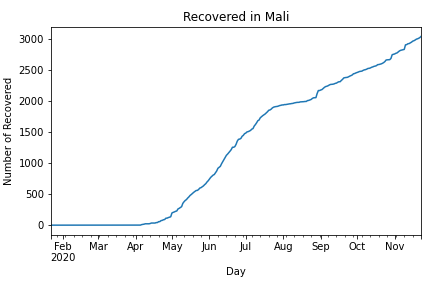 Recovered in Mali
Number of Recovered
3000
2500
2000
1500
1000
500
0
Feb Mar Apr May Jun Jul Aug Sep Oct Nov
2020
Day